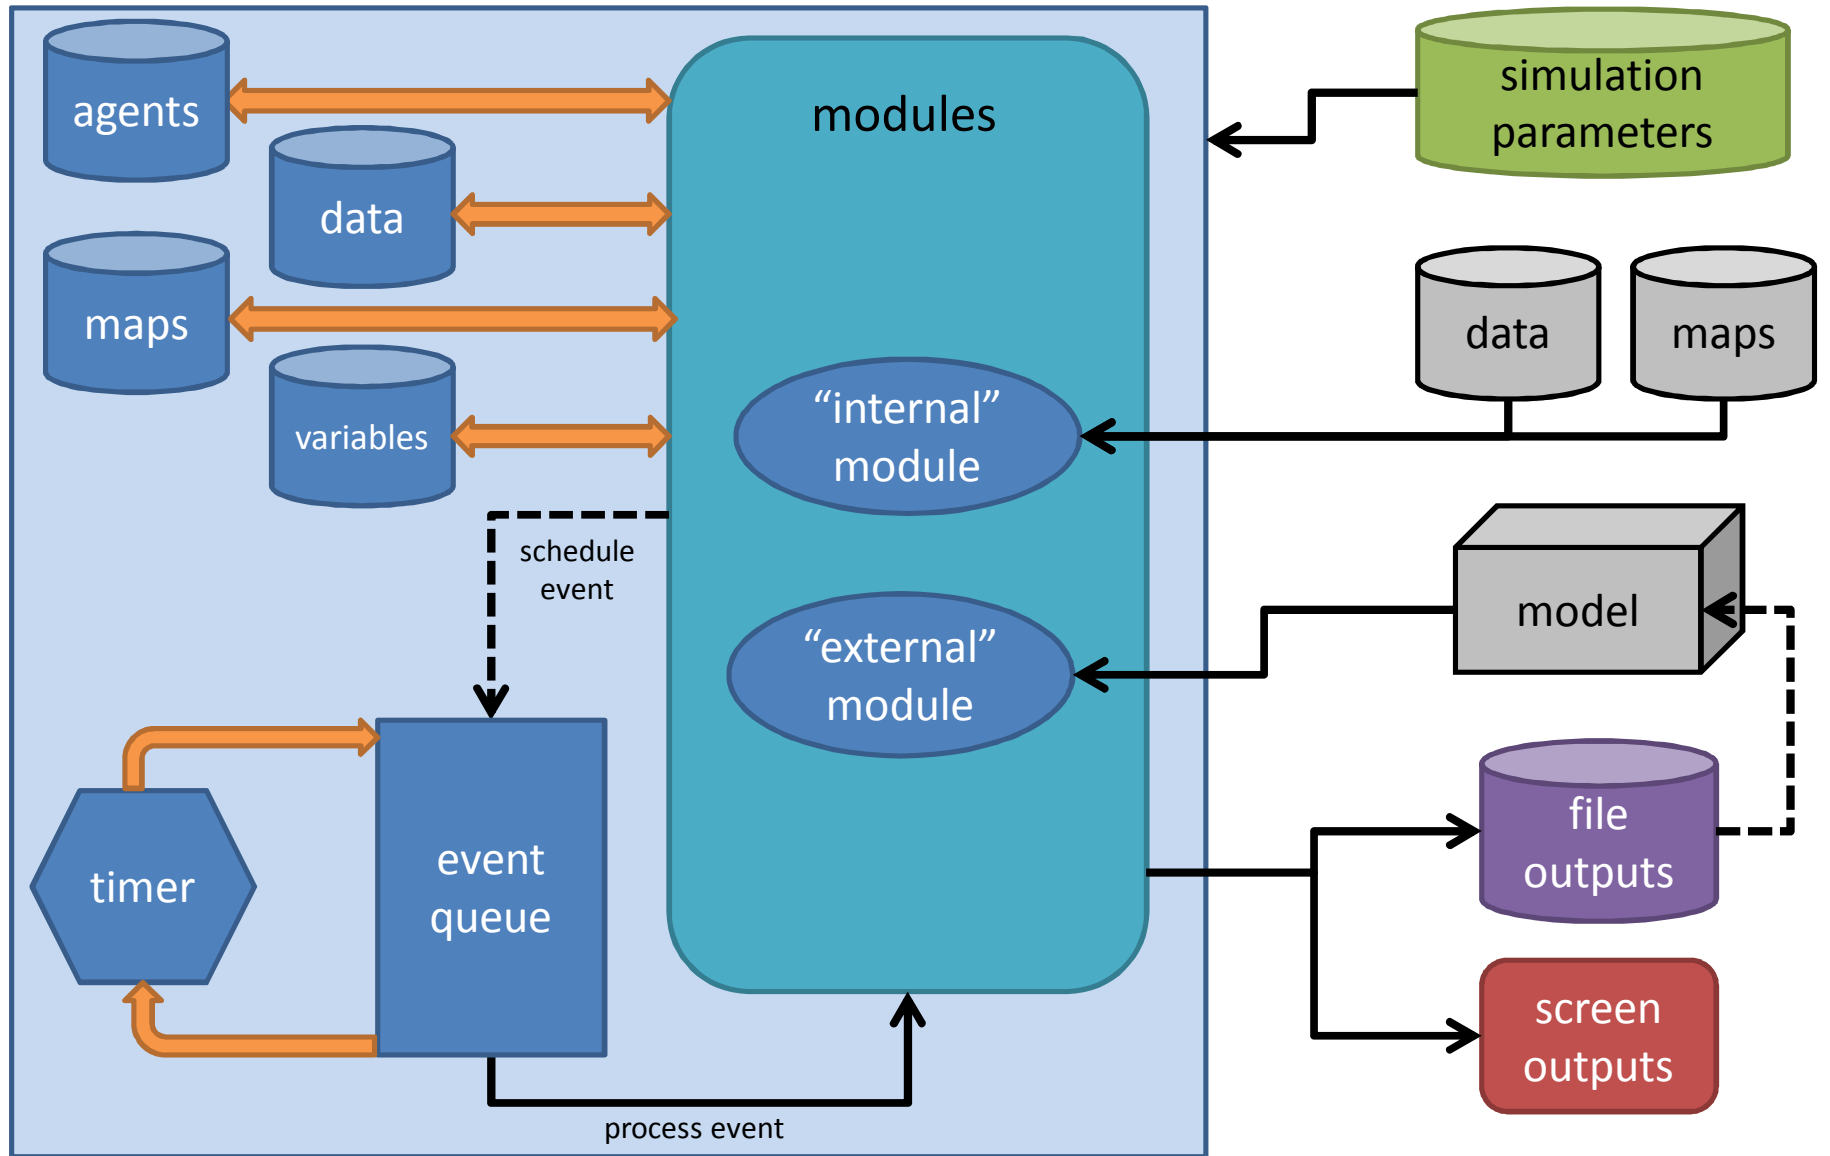 agents
data
maps
variables
modules
“internal”
module
“external”
module
schedule
event
timer
event
queue
process event
simulation
parameters
data
maps
model
file
outputs
screen
outputs